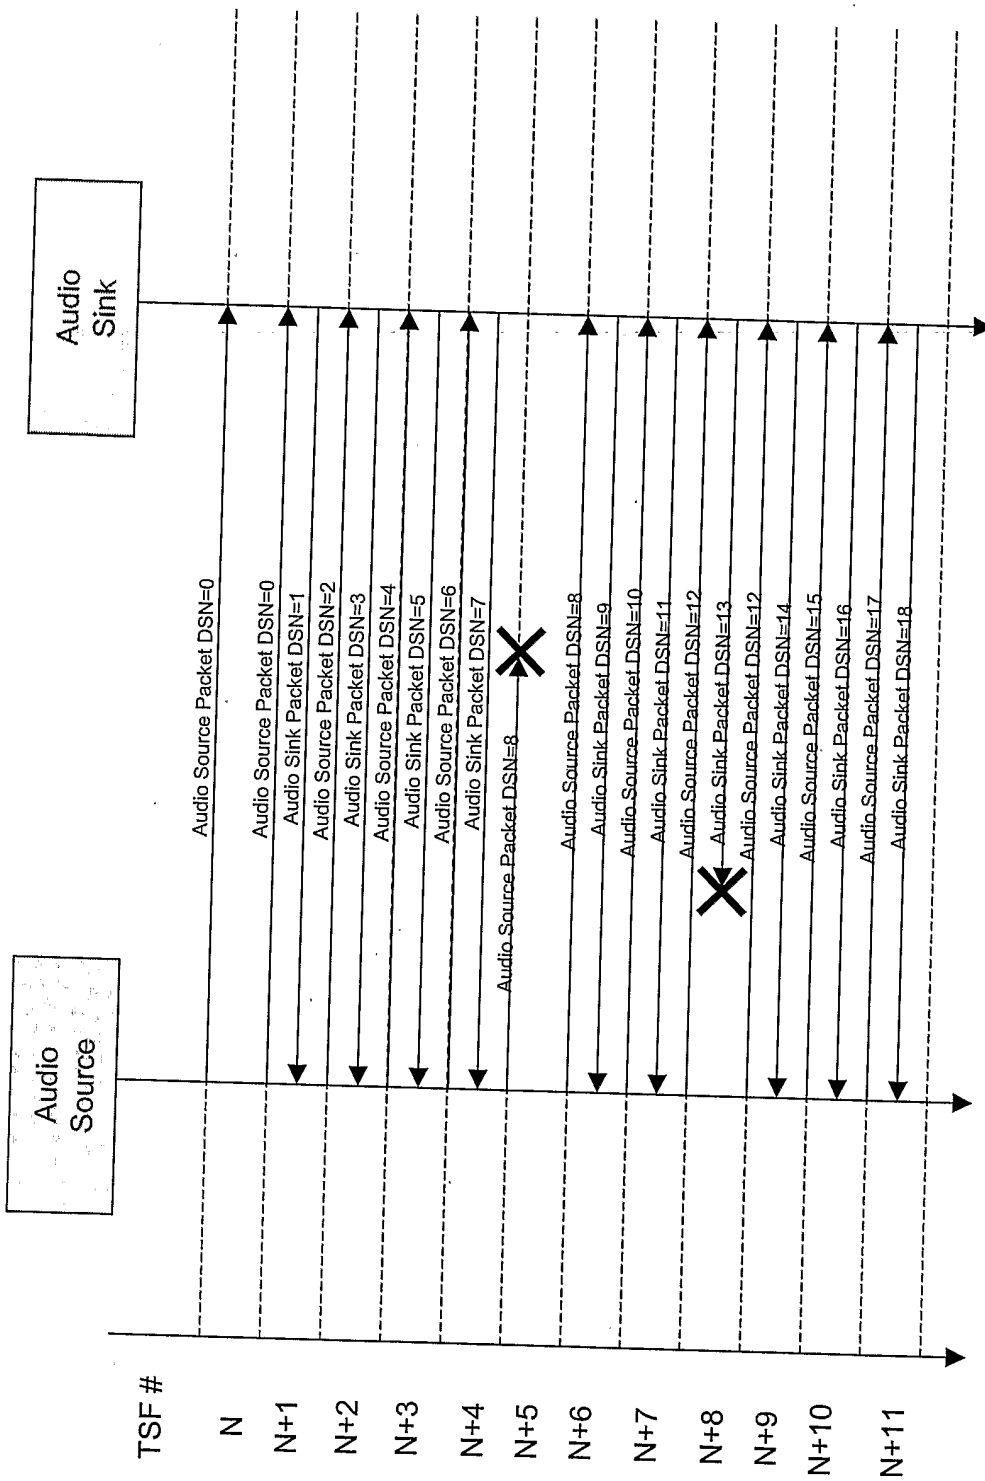 Audio
Source
Audio
Sink
TSF #
N
Audio Source Packet DSN=0
N+1
Audio Source Packet DSN=0
Audio Sink Packet DSN=1
N+2
Audio Source Packet DSN=2
Audio Sink Packet DSN=3
N+3
Audio Source Packet DSN=4
Audio Sink Packet DSN=5
N+4
Audio Source Packet DSN=6
Audio Sink Packet DSN=7
N+5
Audio Source Packet DSN=8
N+6
Audio Source Packet DSN=8
Audio Sink Packet DSN=9
N+7
Audio Source Packet DSN=10
Audio Sink Packet DSN=11
N+8
Audio Source Packet DSN=12
Audio Sink Packet DSN=13
N+9
Audio Source Packet DSN=12
Audio Sink Packet DSN=14
N+10
Audio Source Packet DSN=15
Audio Sink Packet DSN=16
N+11
Audio Source Packet DSN=17
Audio Sink Packet DSN=18